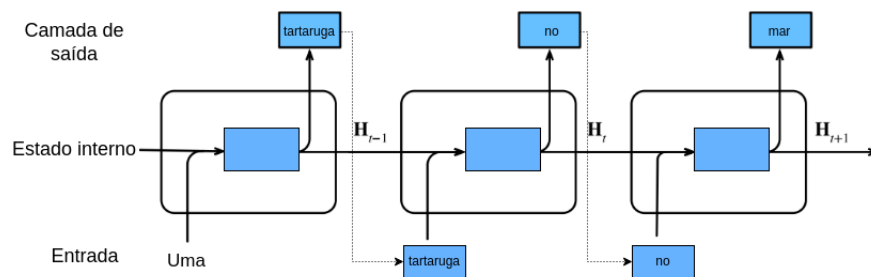 Camada de
saída
tartaruga
no
mar
Estado interno
H_{t-1}
H_t
H_{t+1}
Entrada
Uma
tartaruga
no